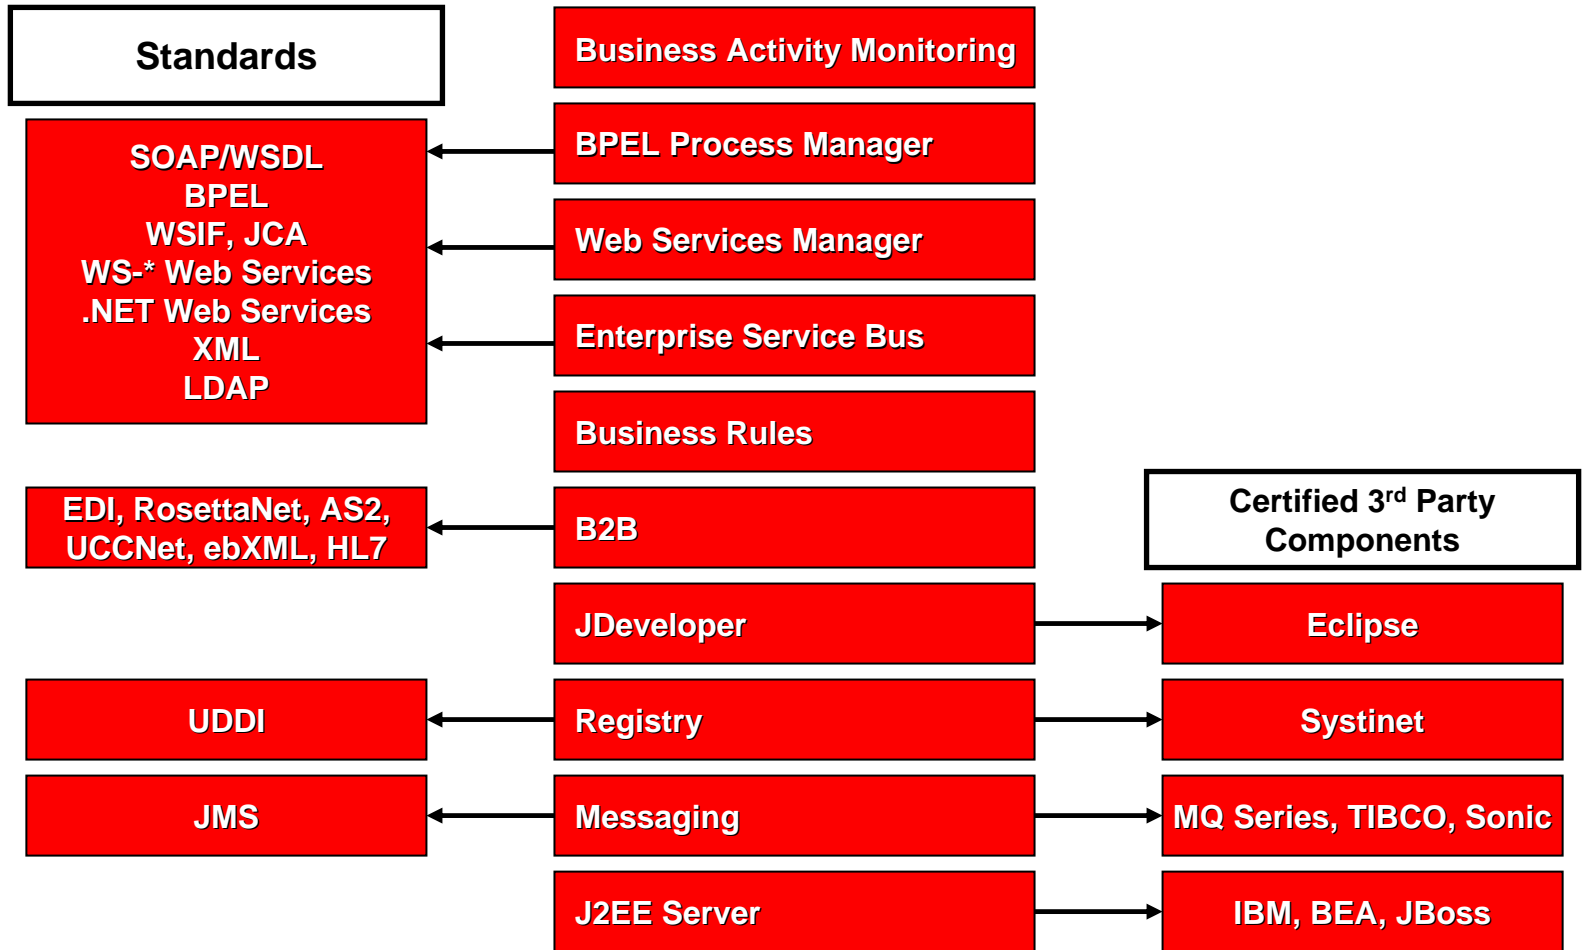 Standards
SOAP/WSDL
BPEL
WSIF, JCA
WS-* Web Services
.NET Web Services
XML
LDAP
EDI, RosettaNet, AS2,
UCCNet, ebXML, HL7
UDDI
JMS
Business Activity Monitoring
BPEL Process Manager
Web Services Manager
Enterprise Service Bus
Business Rules
B2B
JDeveloper
Registry
Messaging
J2EE Server
Certified 3rd Party
Components
Eclipse
Systinet
MQ Series, TIBCO, Sonic
IBM, BEA, JBoss